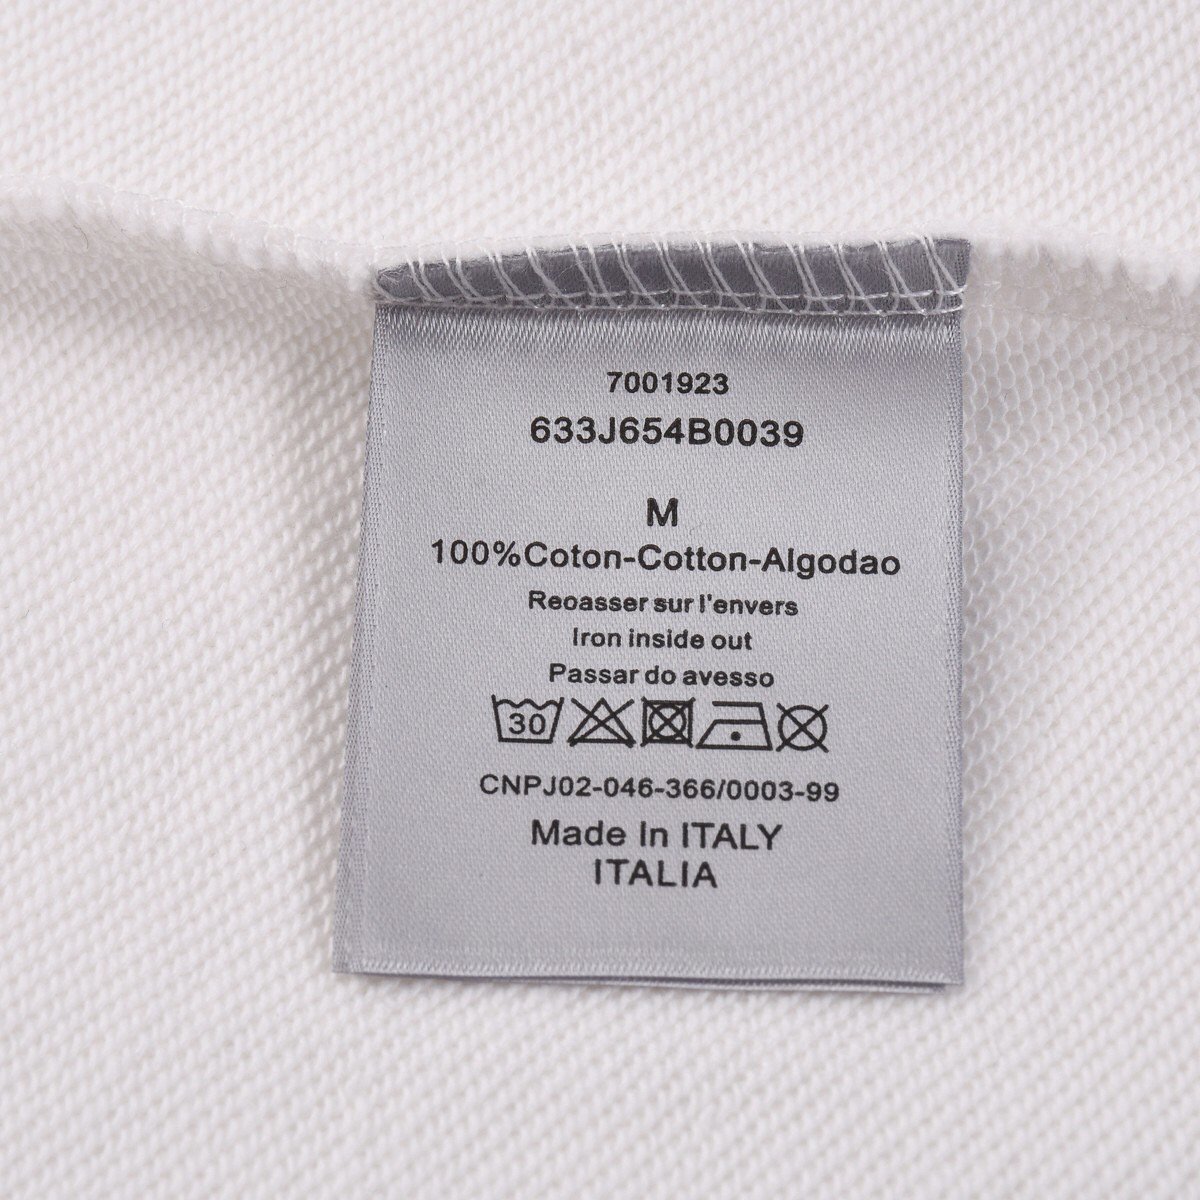 7001923
633J654B0039
M
100%Coton-Cotton-Algodao
Reoasser sur l'envers
Iron inside out
Passar do avesso
30
CNPJ02-046-366/0003-99
Made In ITALY
ITALIA